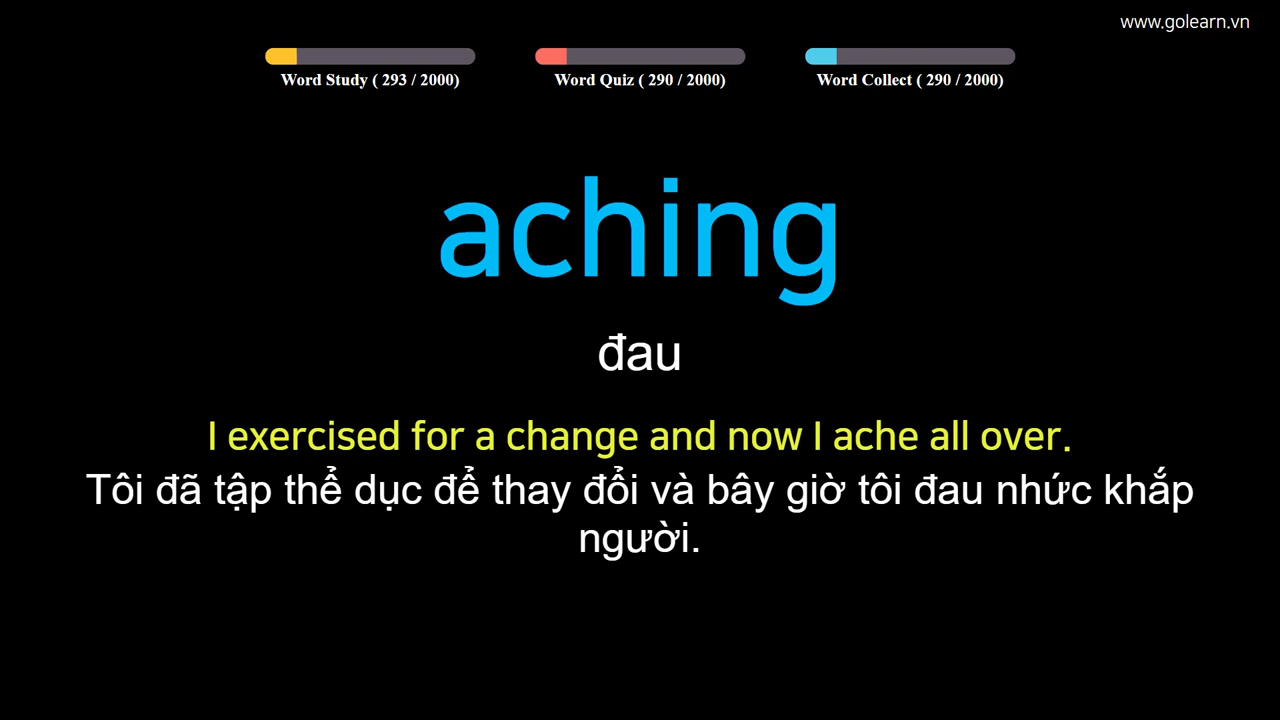 www.golearn.vn
Word Study ( 293 / 2000)
Word Quiz ( 290 / 2000)
Word Collect ( 290 / 2000)
aching
đau
I exercised for a change and now I ache all over.
Tôi đã tập thể dục để thay đổi và bây giờ tôi đau nhức khắp
người.